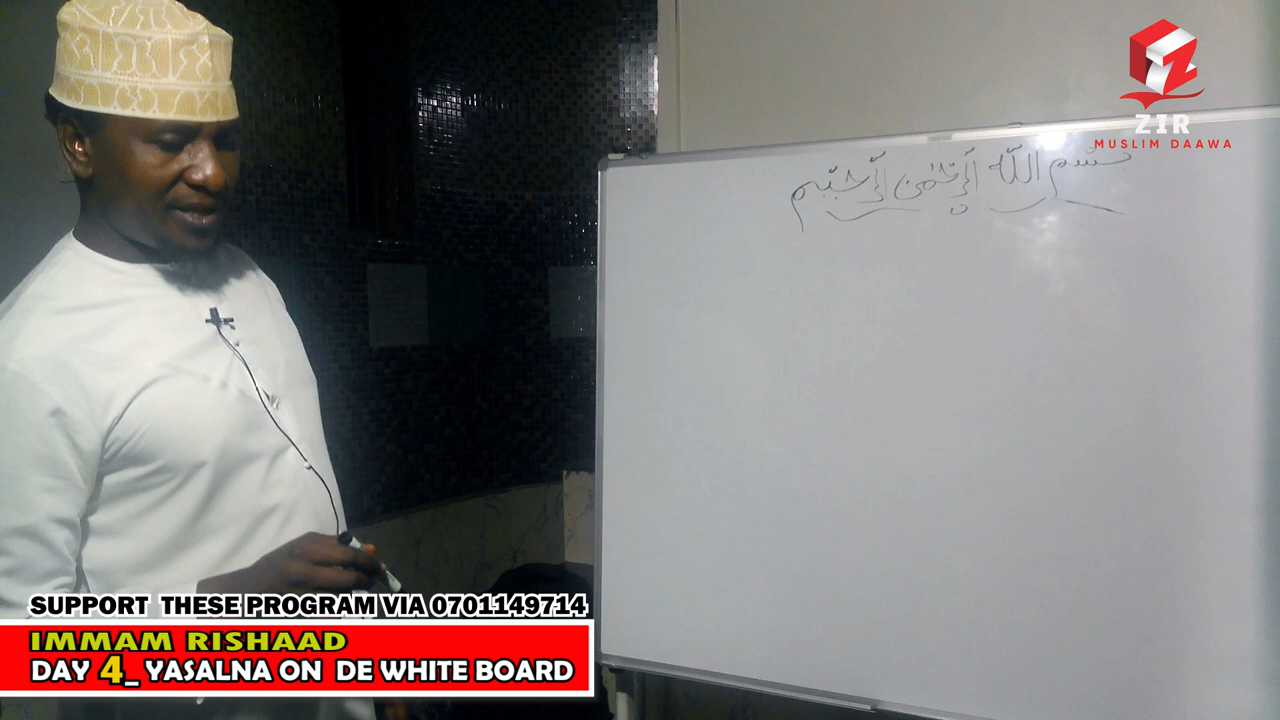 ZIR
MUSLIM DAAWA
بسم الله الرحمن الرحيم
SUPPORT THESE PROGRAM VIA 0701149714
IMMAM RISHAAD
DAY 4_ YASALNA ON DE WHITE BOARD